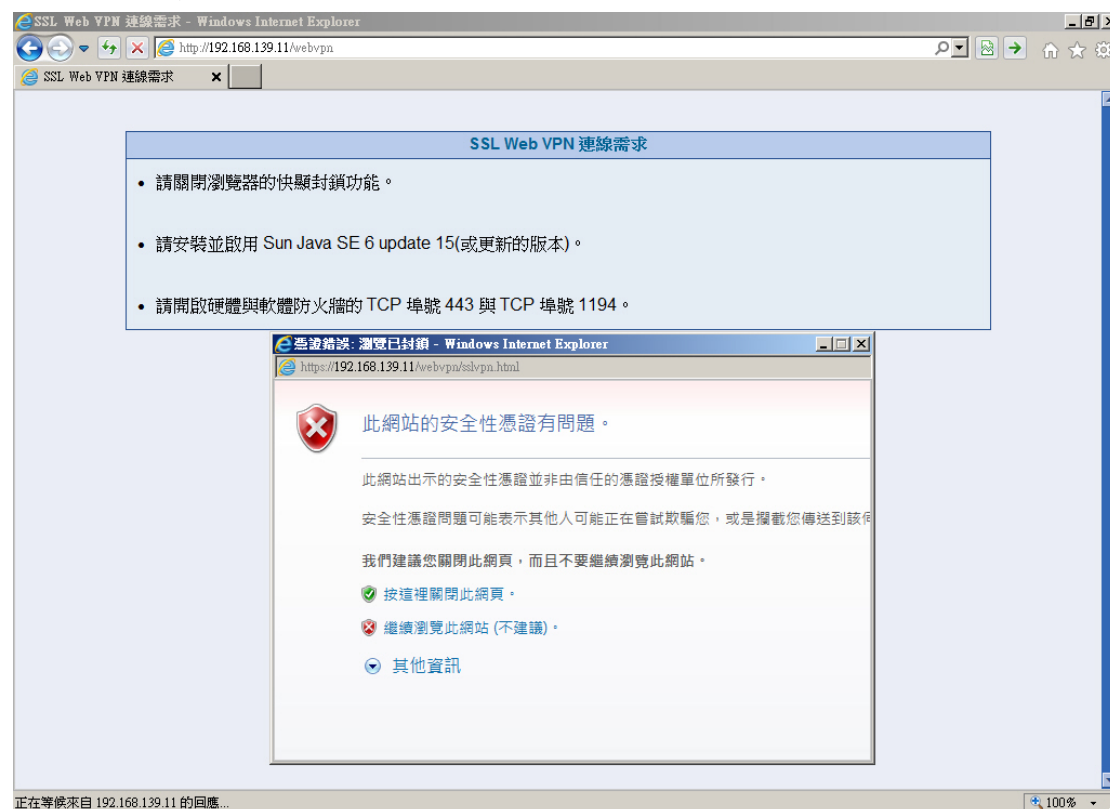 SSL Web VPN 連線需求 - Windows Internet Explorer
http://192.168.139.11/webvpn
SSL Web VPN 連線需求
SSL Web VPN 連線需求
• 請關閉瀏覽器的快顯封鎖功能。
• 請安裝並啟用 Sun Java SE 6 update 15(或更新的版本)。
• 請開啟硬體與軟體防火牆的 TCP 埠號 443 與 TCP 埠號 1194。
憑證錯誤: 瀏覽已封鎖 - Windows Internet Explorer
https://192.168.139.11/webvpn/sslvpn.html
此網站的安全性憑證有問題。
此網站出示的安全性憑證並非由信任的憑證授權單位所發行。
安全性憑證問題可能表示其他人可能正在嘗試欺騙您，或是攔截您傳送到該
我們建議您關閉此網頁，而且不要繼續瀏覽此網站。
按這裡關閉此網頁。
繼續瀏覽此網站 (不建議)。
其他資訊
正在等候來自 192.168.139.11 的回應...
100%